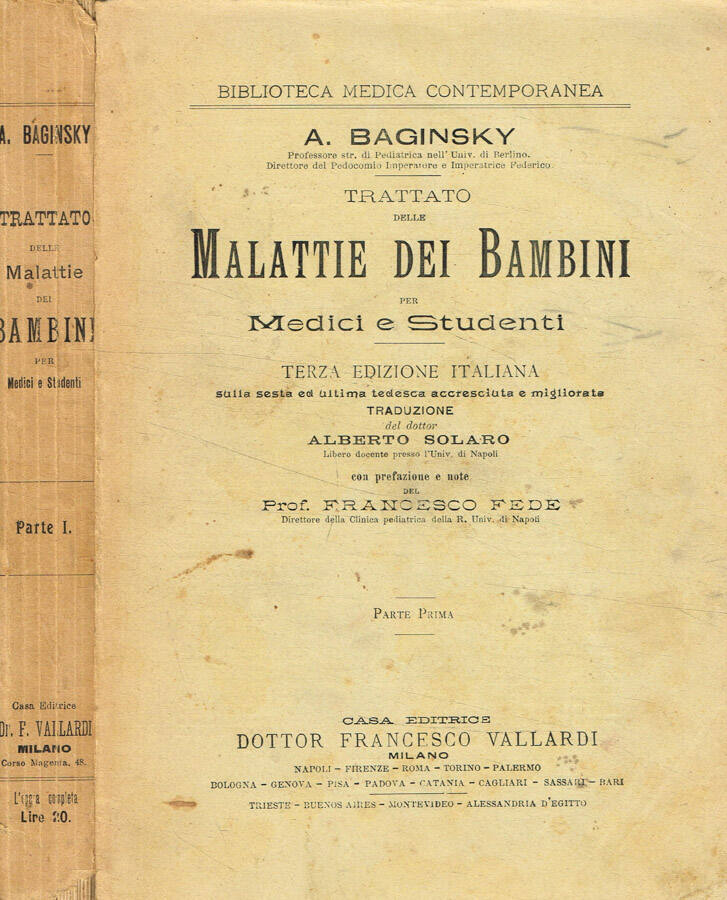 A. BAGINSKY
TRATTATO
DELLE
Malattie
DEI
BAMBINI
PER
Medici e Studenti
Parte I.
Casa Editrice
Dr. F. VALLARDI
MILANO
Corso Magenta, 48.
L'opera completa
Lire 20.
BIBLIOTECA MEDICA CONTEMPORANEA
A. BAGINSKY
Professore str. di Pediatrica nell' Univ. di Berlino.
Direttore del Pedocomio Imperatore e Imperatrice Federico.
TRATTATO
DELLE
MALATTIE DEI BAMBINI
PER
Medici e Studenti
TERZA EDIZIONE ITALIANA
sulla sesta ed ultima tedesca accresciuta e migliorata
TRADUZIONE
del dottor
ALBERTO SOLARO
Libero docente presso l'Univ. di Napoli
con prefazione e note
DEL
Prof. FRANCESCO FEDE
Direttore della Clinica pediatrica della R. Univ. di Napoli
PARTE PRIMA
CASA EDITRICE
DOTTOR FRANCESCO VALLARDI
MILANO
NAPOLI – FIRENZE – ROMA – TORINO – PALERMO
BOLOGNA – GENOVA – PISA – PADOVA – CATANIA – CAGLIARI – SASSARI – BARI
TRIESTE – BUENOS AIRES – MONTEVIDEO – ALESSANDRIA D'EGITTO